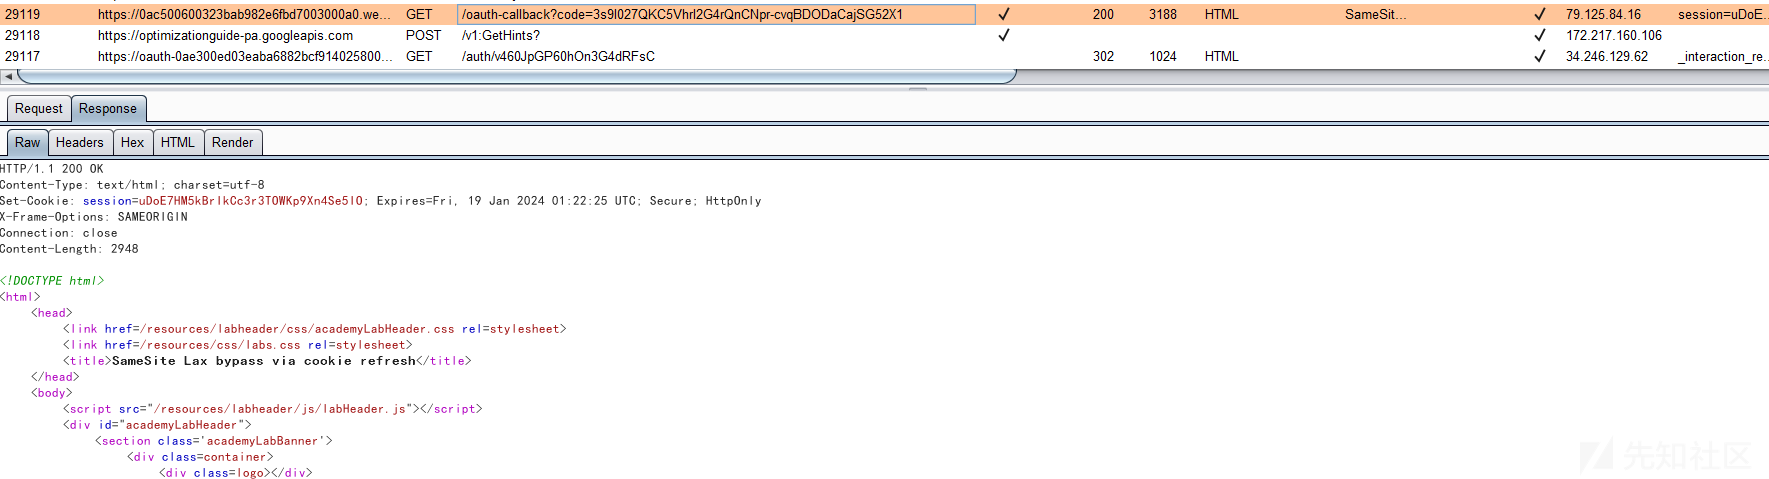 29119 https://0ac500600323bab982e6fbd7003000a0.we... GET /oauth-callback?code=3s9l027QKC5Vhrl2G4rQnCNpr-cvqBDODaCajSG52X1 ✓ 200 3188 HTML SameSit... ✓ 79.125.84.16 session=uDoE...
29118 https://optimizationguide-pa.googleapis.com POST /v1:GetHints? ✓ ✓ 172.217.160.106
29117 https://oauth-0ae300ed03eaba6882bcf914025800... GET /auth/v460JpGP60hOn3G4dRFsC 302 1024 HTML ✓ 34.246.129.62 _interaction_re...
Request Response
Raw Headers Hex HTML Render
HTTP/1.1 200 OK
Content-Type: text/html; charset=utf-8
Set-Cookie: session=uDoE7HM5kBrIkCc3r3TOWKp9Xn4Se5lO; Expires=Fri, 19 Jan 2024 01:22:25 UTC; Secure; HttpOnly
X-Frame-Options: SAMEORIGIN
Connection: close
Content-Length: 2948
<!DOCTYPE html>
<html>
<head>
<link href=/resources/labheader/css/academyLabHeader.css rel=stylesheet>
<link href=/resources/css/labs.css rel=stylesheet>
<title>SameSite Lax bypass via cookie refresh</title>
</head>
<body>
<script src="/resources/labheader/js/labHeader.js"></script>
<div id="academyLabHeader">
<section class='academyLabBanner'>
<div class=container>
<div class=logo></div>
先知社区